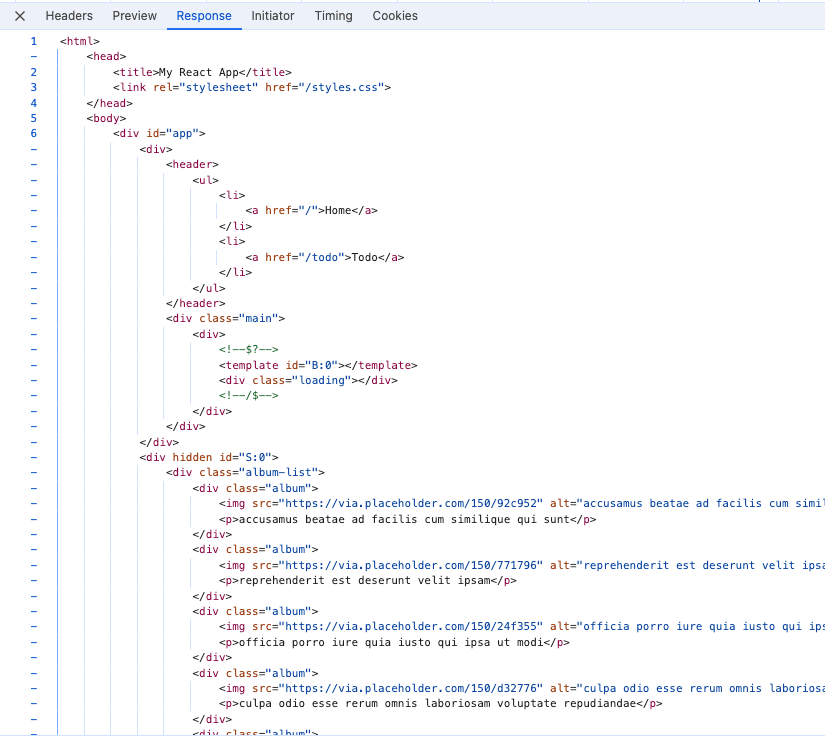 Headers Preview Response Initiator Timing Cookies
1 <html>
– <head>
2 <title>My React App</title>
3 <link rel="stylesheet" href="/styles.css">
4 </head>
5 <body>
6 <div id="app">
– <div>
– <header>
– <ul>
– <li>
– <a href="/">Home</a>
– </li>
– <li>
– <a href="/todo">Todo</a>
– </li>
– </ul>
– </header>
– <div class="main">
– <div>
– <!--$?-->
– <template id="B:0"></template>
– <div class="loading"></div>
– <!--/$-->
– </div>
– </div>
– </div>
– <div hidden id="S:0">
– <div class="album-list">
– <div class="album">
– <img src="https://via.placeholder.com/150/92c952" alt="accusamus beatae ad facilis cum simil
– <p>accusamus beatae ad facilis cum similique qui sunt</p>
– </div>
– <div class="album">
– <img src="https://via.placeholder.com/150/771796" alt="reprehenderit est deserunt velit ipsa
– <p>reprehenderit est deserunt velit ipsam</p>
– </div>
– <div class="album">
– <img src="https://via.placeholder.com/150/24f355" alt="officia porro iure quia iusto qui ips
– <p>officia porro iure quia iusto qui ipsa ut modi</p>
– </div>
– <div class="album">
– <img src="https://via.placeholder.com/150/d32776" alt="culpa odio esse rerum omnis laboriosa
– <p>culpa odio esse rerum omnis laboriosam voluptate repudiandae</p>
– </div>
– <div class="album">